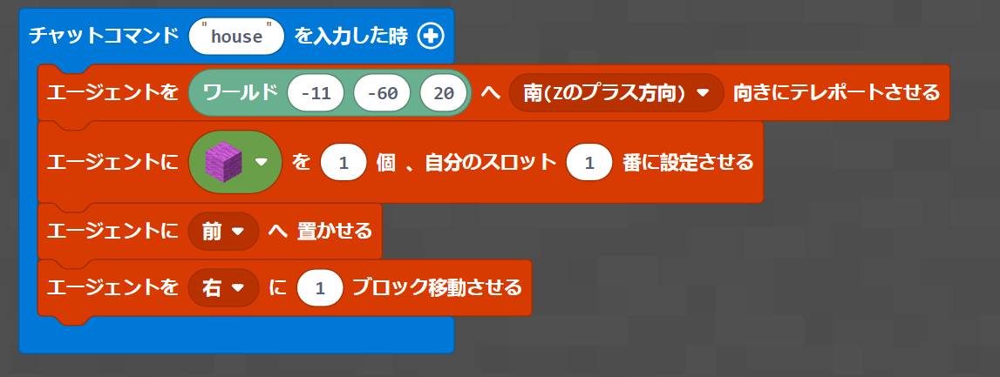 チャットコマンド "house" を入力した時
エージェントを ワールド -11 -60 20 へ 南(Zのプラス方向) 向きにテレポートさせる
エージェントに を 1 個 、自分のスロット 1 番に設定させる
エージェントに 前 へ 置かせる
エージェントを 右 に 1 ブロック移動させる